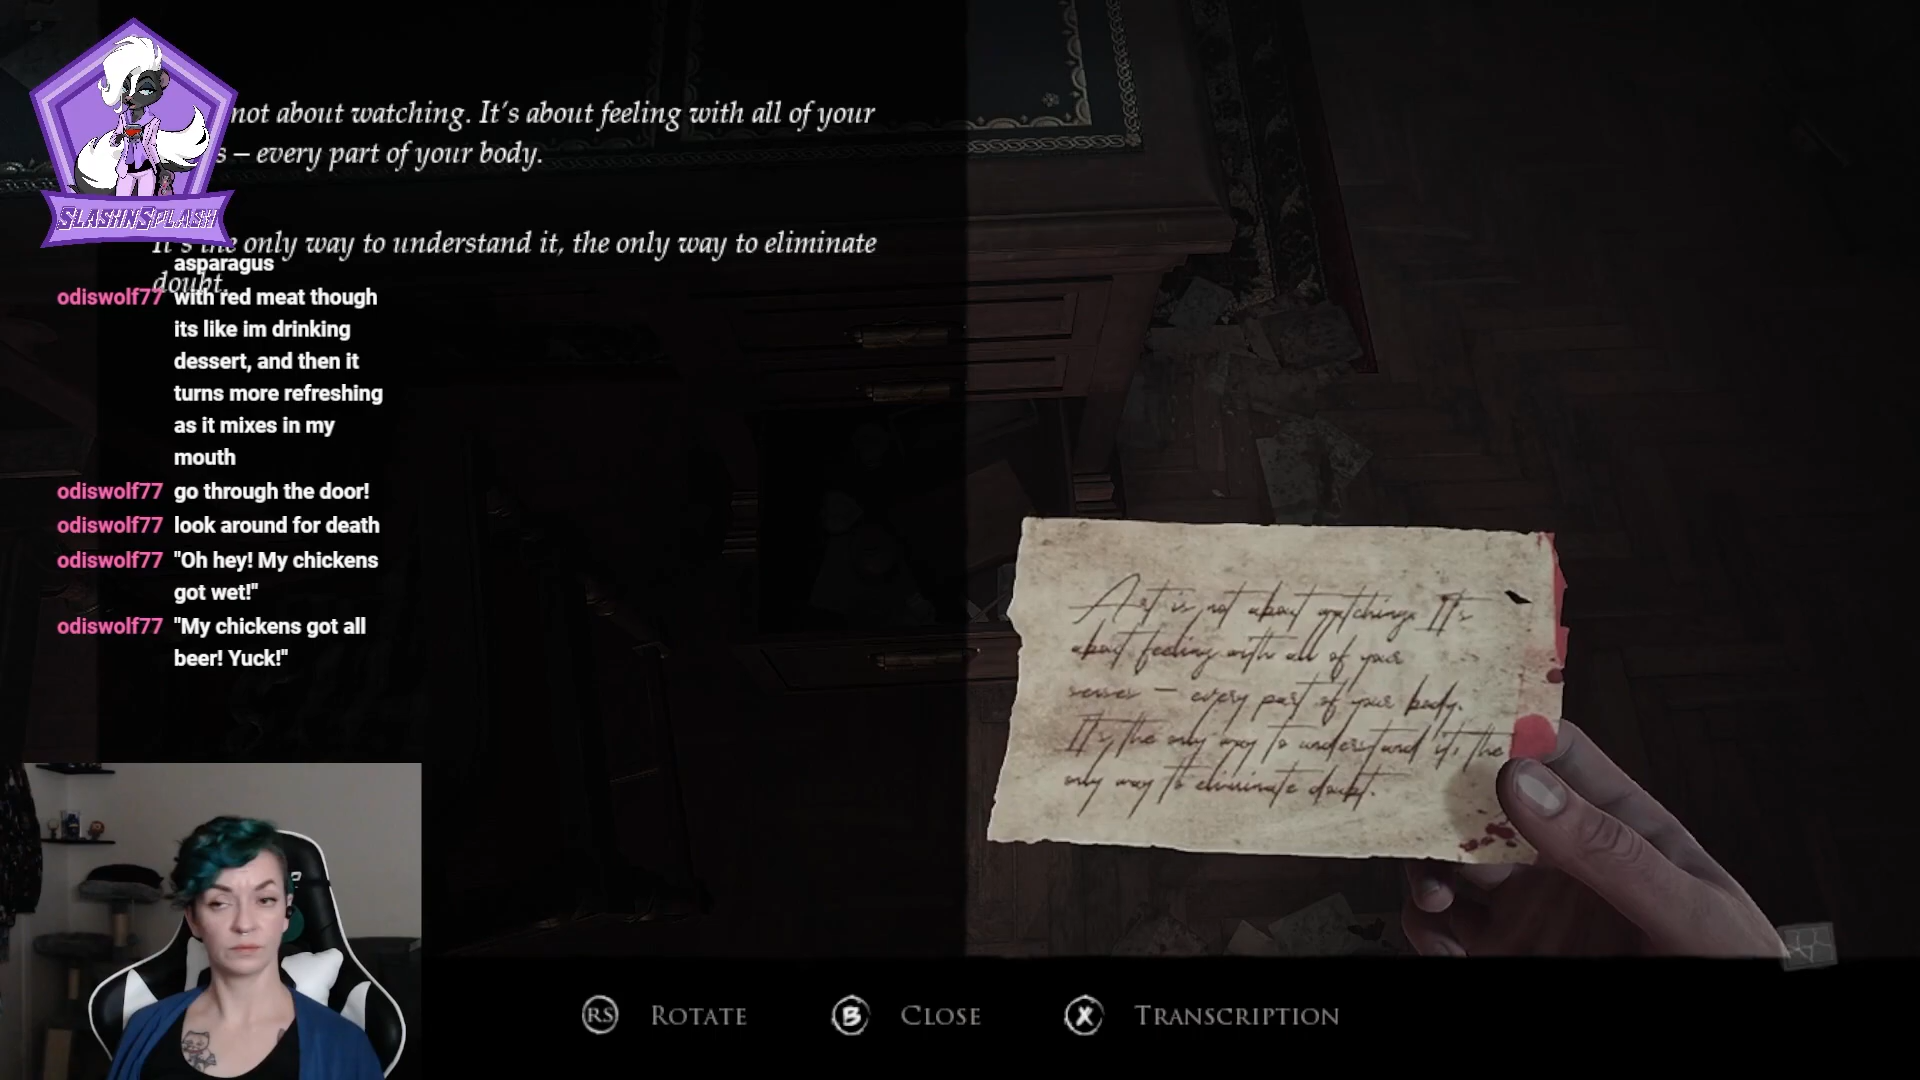 not about watching. It's about feeling with all of your
s – every part of your body.
It's the only way to understand it, the only way to eliminate
doubt.
SLASHNSPLASH
asparagus
odiswolf77 with red meat though
its like im drinking
dessert, and then it
turns more refreshing
as it mixes in my
mouth
odiswolf77 go through the door!
odiswolf77 look around for death
odiswolf77 "Oh hey! My chickens
got wet!"
odiswolf77 "My chickens got all
beer! Yuck!"
Art is not about watching. It's
about feeling with all of your
senses – every part of your body.
It's the only way to understand it, the
only way to eliminate doubt.
RS ROTATE B CLOSE X TRANSCRIPTION